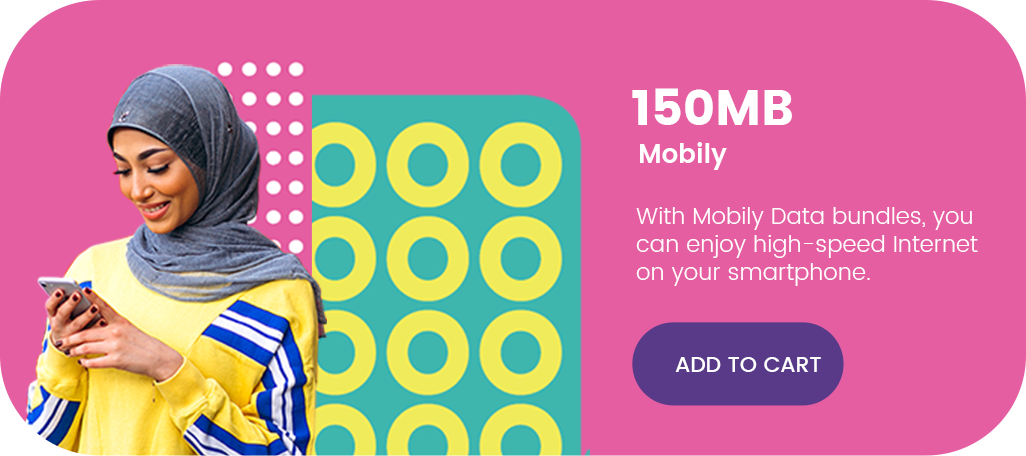 150MB
Mobily
With Mobily Data bundles, you
can enjoy high-speed Internet
on your smartphone.
ADD TO CART